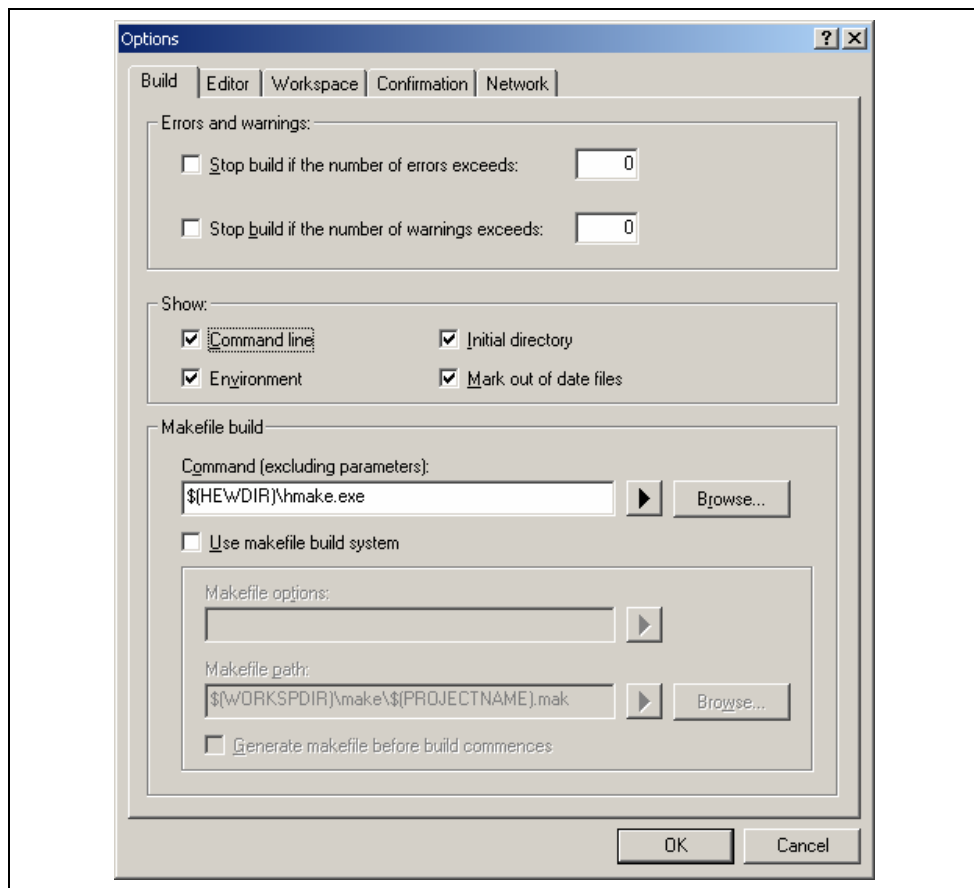 Options
Build Editor Workspace Confirmation Network
Errors and warnings:
Stop build if the number of errors exceeds: 0
Stop build if the number of warnings exceeds: 0
Show:
Command line Initial directory
Environment Mark out of date files
Makefile build
Command (excluding parameters):
$(HEWDIR)\hmake.exe Browse...
Use makefile build system
Makefile options:
Makefile path:
$(WORKSPDIR)\make\$(PROJECTNAME).mak Browse...
Generate makefile before build commences
OK Cancel